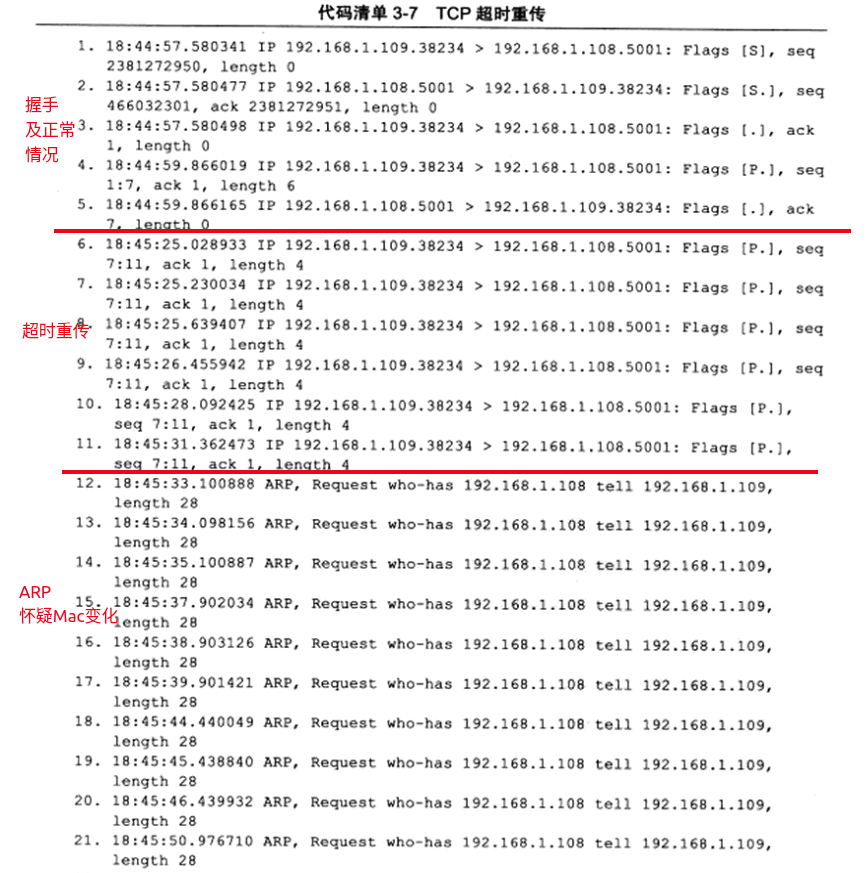 代码清单 3-7 TCP 超时重传
1. 18:44:57.580341 IP 192.168.1.109.38234 > 192.168.1.108.5001: Flags [S], seq
2381272950, length 0
2. 18:44:57.580477 IP 192.168.1.108.5001 > 192.168.1.109.38234: Flags [S.], seq
466032301, ack 2381272951, length 0
握手
及正常
情况
3. 18:44:57.580498 IP 192.168.1.109.38234 > 192.168.1.108.5001: Flags [.], ack
1, length 0
4. 18:44:59.866019 IP 192.168.1.109.38234 > 192.168.1.108.5001: Flags [P.], seq
1:7, ack 1, length 6
5. 18:44:59.866165 IP 192.168.1.108.5001 > 192.168.1.109.38234: Flags [.], ack
7, length 0
6. 18:45:25.028933 IP 192.168.1.109.38234 > 192.168.1.108.5001: Flags [P.], seq
7:11, ack 1, length 4
7. 18:45:25.230034 IP 192.168.1.109.38234 > 192.168.1.108.5001: Flags [P.], seq
7:11, ack 1, length 4
超时重传
8. 18:45:25.639407 IP 192.168.1.109.38234 > 192.168.1.108.5001: Flags [P.], seq
7:11, ack 1, length 4
9. 18:45:26.455942 IP 192.168.1.109.38234 > 192.168.1.108.5001: Flags [P.], seq
7:11, ack 1, length 4
10. 18:45:28.092425 IP 192.168.1.109.38234 > 192.168.1.108.5001: Flags [P.],
seq 7:11, ack 1, length 4
11. 18:45:31.362473 IP 192.168.1.109.38234 > 192.168.1.108.5001: Flags [P.],
seq 7:11, ack 1, length 4
12. 18:45:33.100888 ARP, Request who-has 192.168.1.108 tell 192.168.1.109,
length 28
13. 18:45:34.098156 ARP, Request who-has 192.168.1.108 tell 192.168.1.109,
length 28
14. 18:45:35.100887 ARP, Request who-has 192.168.1.108 tell 192.168.1.109,
length 28
ARP
怀疑Mac变化
15. 18:45:37.902034 ARP, Request who-has 192.168.1.108 tell 192.168.1.109,
length 28
16. 18:45:38.903126 ARP, Request who-has 192.168.1.108 tell 192.168.1.109,
length 28
17. 18:45:39.901421 ARP, Request who-has 192.168.1.108 tell 192.168.1.109,
length 28
18. 18:45:44.440049 ARP, Request who-has 192.168.1.108 tell 192.168.1.109,
length 28
19. 18:45:45.438840 ARP, Request who-has 192.168.1.108 tell 192.168.1.109,
length 28
20. 18:45:46.439932 ARP, Request who-has 192.168.1.108 tell 192.168.1.109,
length 28
21. 18:45:50.976710 ARP, Request who-has 192.168.1.108 tell 192.168.1.109,
length 28